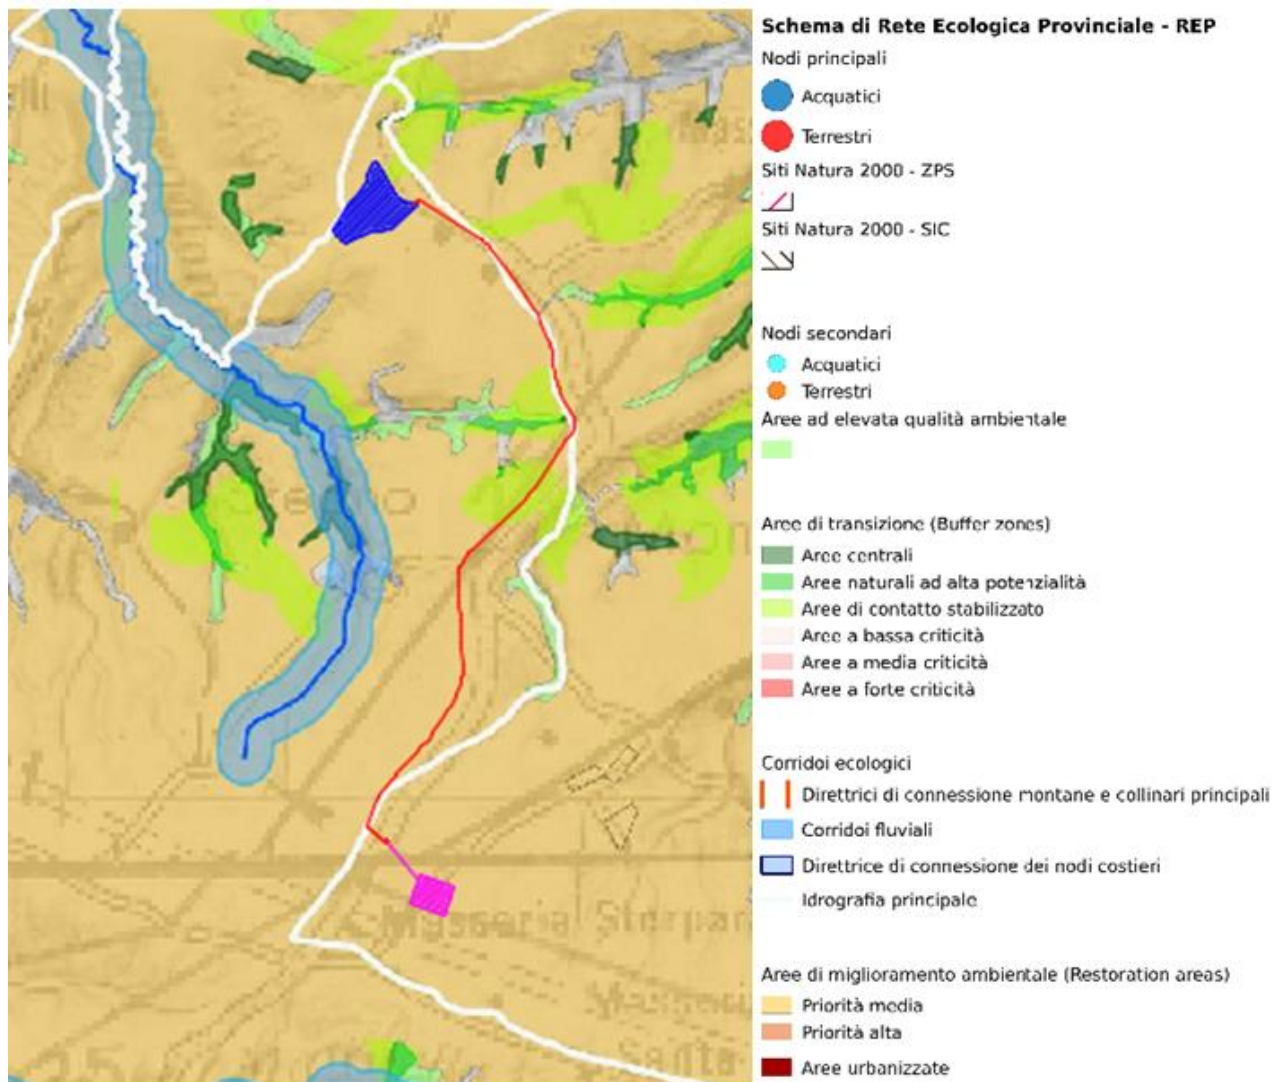 Schema di Rete Ecologica Provinciale - REP
Nodi principali
Acquatici
Terrestri
Siti Natura 2000 - ZPS
Siti Natura 2000 - SIC
Nodi secondari
Acquatici
Terrestri
Aree ad elevata qualità ambientale
Aree di transizione (Buffer zones)
Aree centrali
Aree naturali ad alta potenzialità
Aree di contatto stabilizzato
Aree a bassa criticità
Aree a media criticità
Aree a forte criticità
Corridoi ecologici
Direttrici di connessione montane e collinari principali
Corridoi fluviali
Direttrice di connessione dei nodi costieri
Idrografia principale
Aree di miglioramento ambientale (Restoration areas)
Priorità media
Priorità alta
Aree urbanizzate
Masseria
Santa